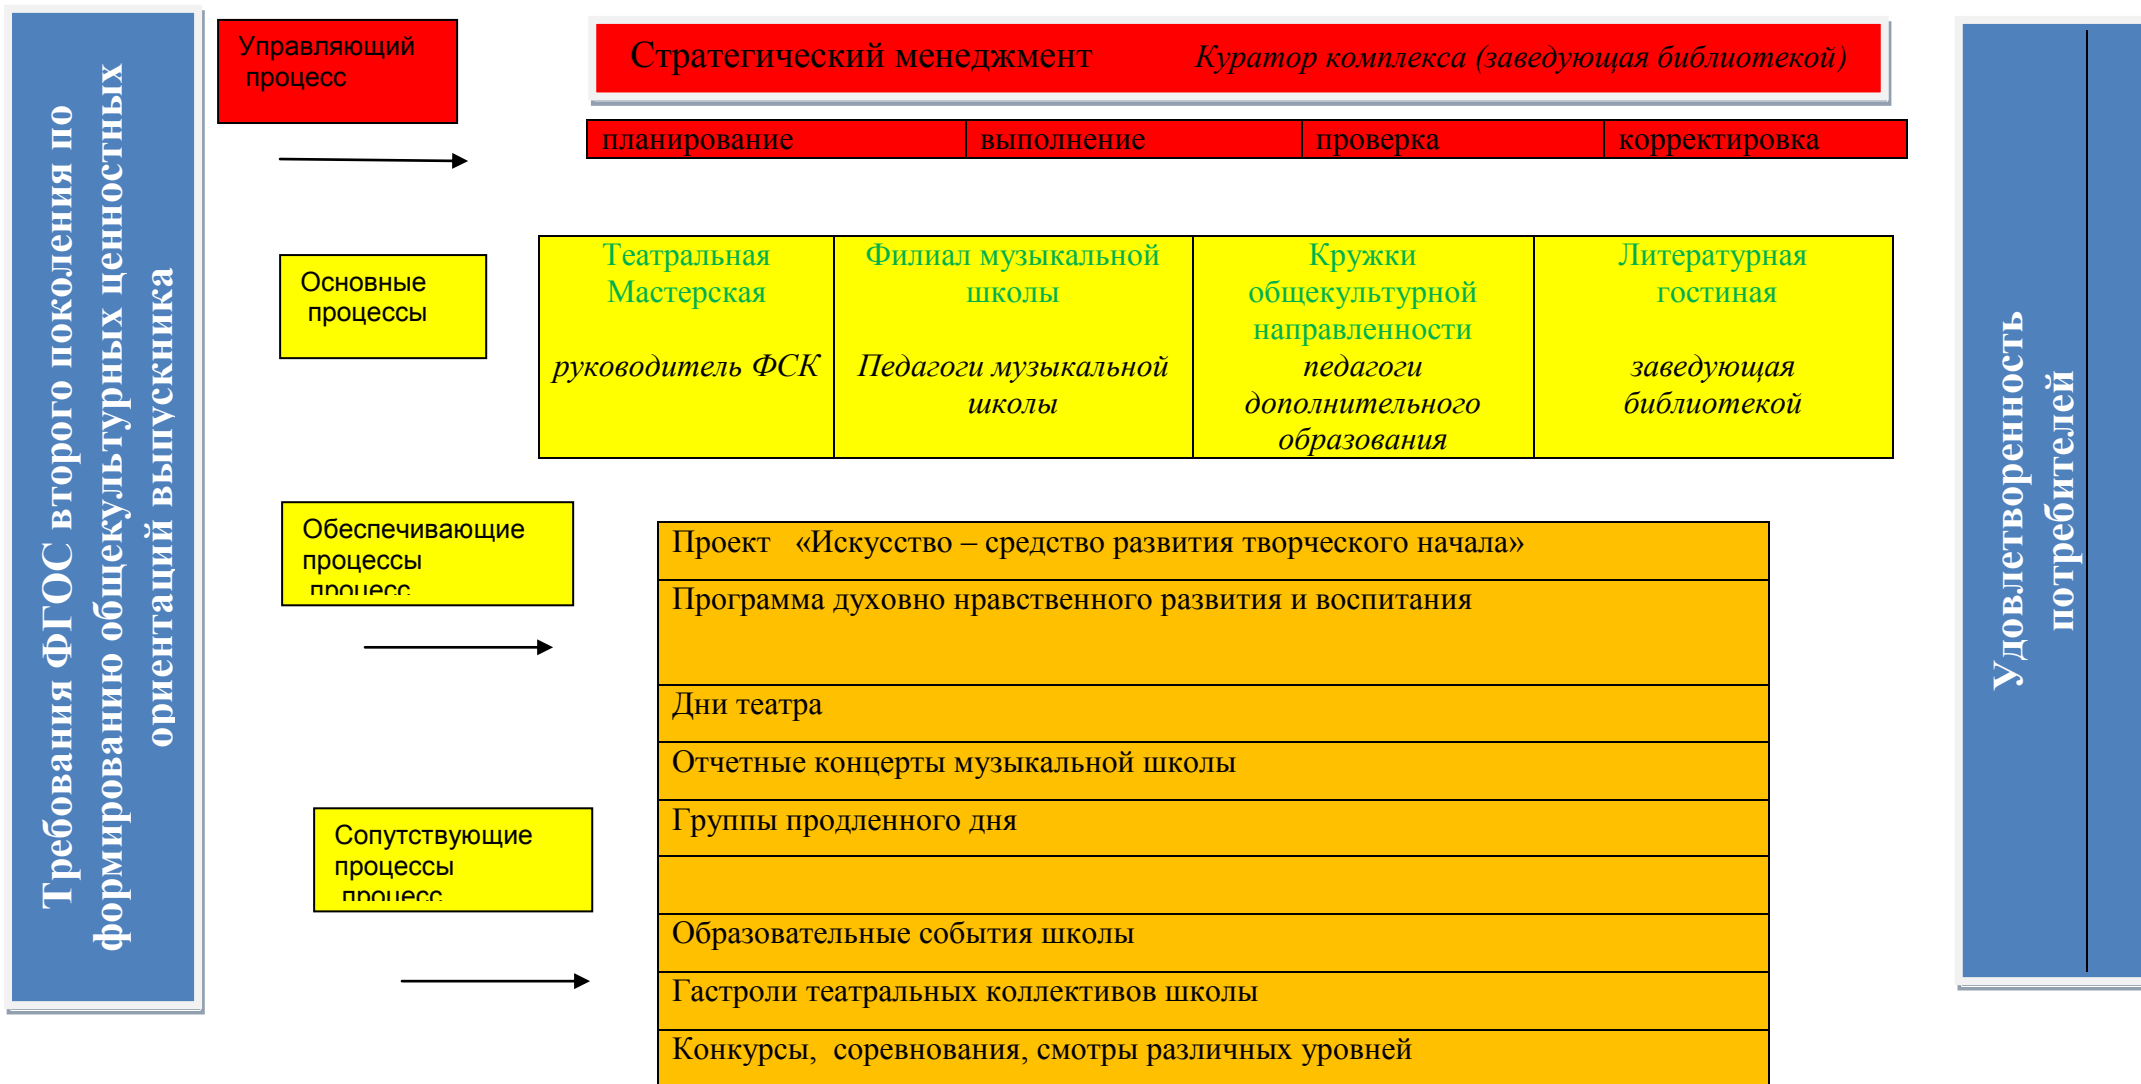 Требования ФГОС второго поколения по
формированию общекультурных ценностных
ориентаций выпускника
Управляющий
процесс
Стратегический менеджмент Куратор комплекса (заведующая библиотекой)
планирование выполнение проверка корректировка
Основные
процессы
Театральная
Мастерская
руководитель ФСК
Филиал музыкальной
школы
Педагоги музыкальной
школы
Кружки
общекультурной
направленности
педагоги
дополнительного
образования
Литературная
гостиная
заведующая
библиотекой
Обеспечивающие
процессы
процесс
Проект «Искусство – средство развития творческого начала»
Программа духовно нравственного развития и воспитания
Дни театра
Отчетные концерты музыкальной школы
Группы продленного дня
Сопутствующие
процессы
процесс
Образовательные события школы
Гастроли театральных коллективов школы
Конкурсы, соревнования, смотры различных уровней
Удовлетворенность
потребителей